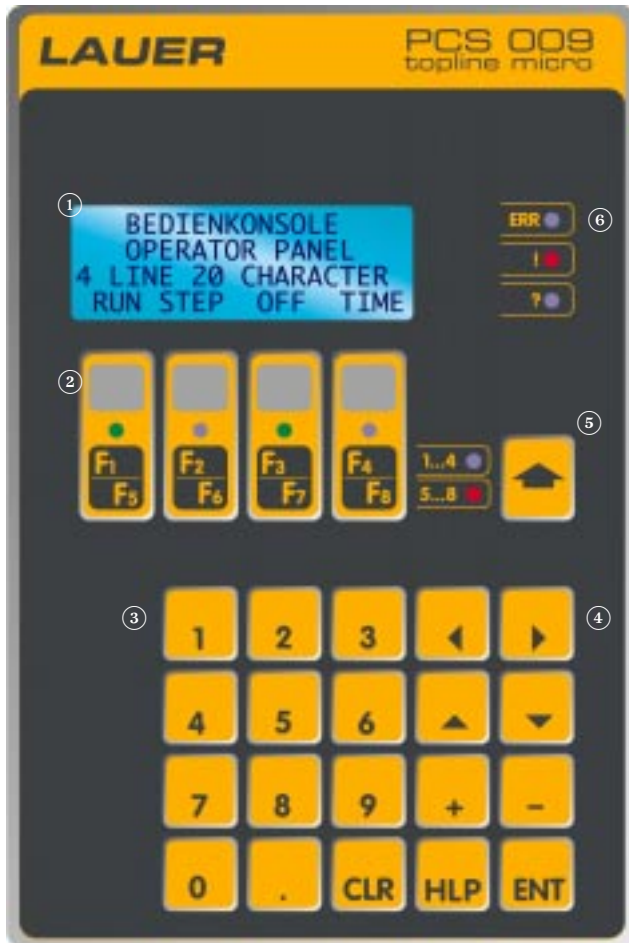 LAUER
PCS 009
topline micro
1
BEDIENKONSOLE
OPERATOR PANEL
4 LINE 20 CHARACTER
RUN STEP OFF TIME
ERR
6
!
?
2
5
F1
F5
F2
F6
F3
F7
F4
F8
1...4
5...8
3
4
1 2 3
4 5 6
7 8 9 + -
0 . CLR HLP ENT